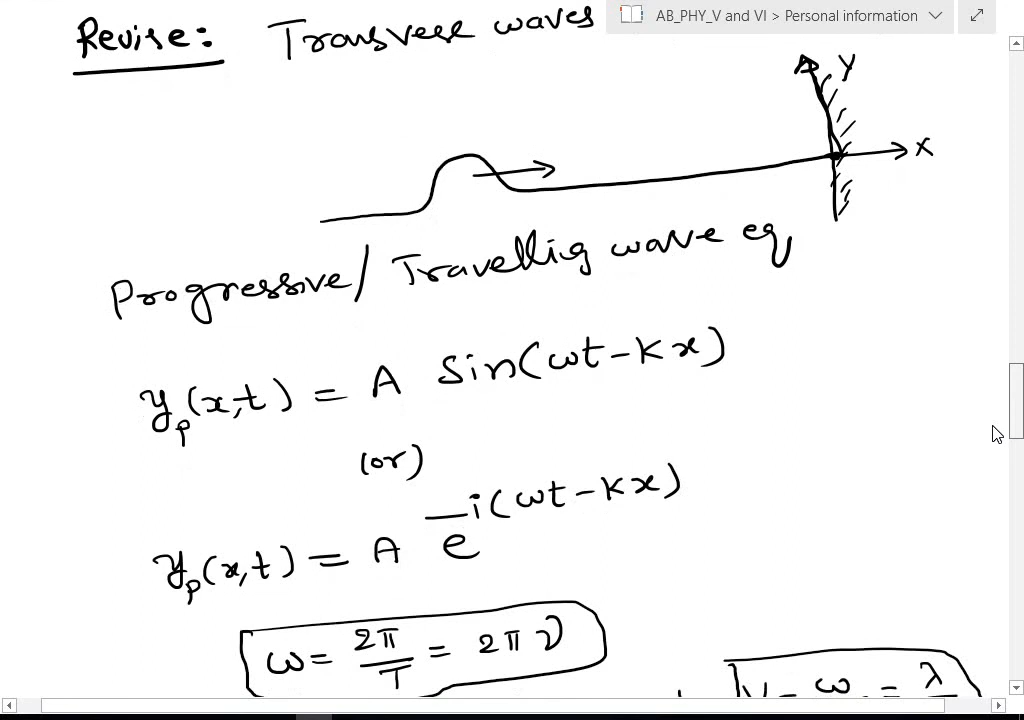 AB_PHY_V and VI > Personal information
Revise: Transverse waves
Y
X
Progressive/Travellig wave eq
y_p(x,t) = A Sin(ωt-kx)
(or)
y_p(x,t) = A e^-i(ωt-kx)
ω = 2π/T = 2πν
V = ω = λ